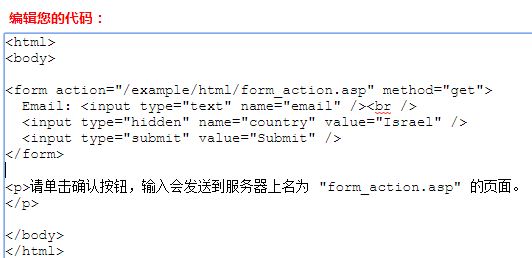 编辑您的代码：
<html>
<body>
<form action="/example/html/form_action.asp" method="get">
Email: <input type="text" name="email" /><br />
<input type="hidden" name="country" value="Israel" />
<input type="submit" value="Submit" />
</form>
<p>请单击确认按钮，输入会发送到服务器上名为 "form_action.asp" 的页面。
</p>
</body>
</html>